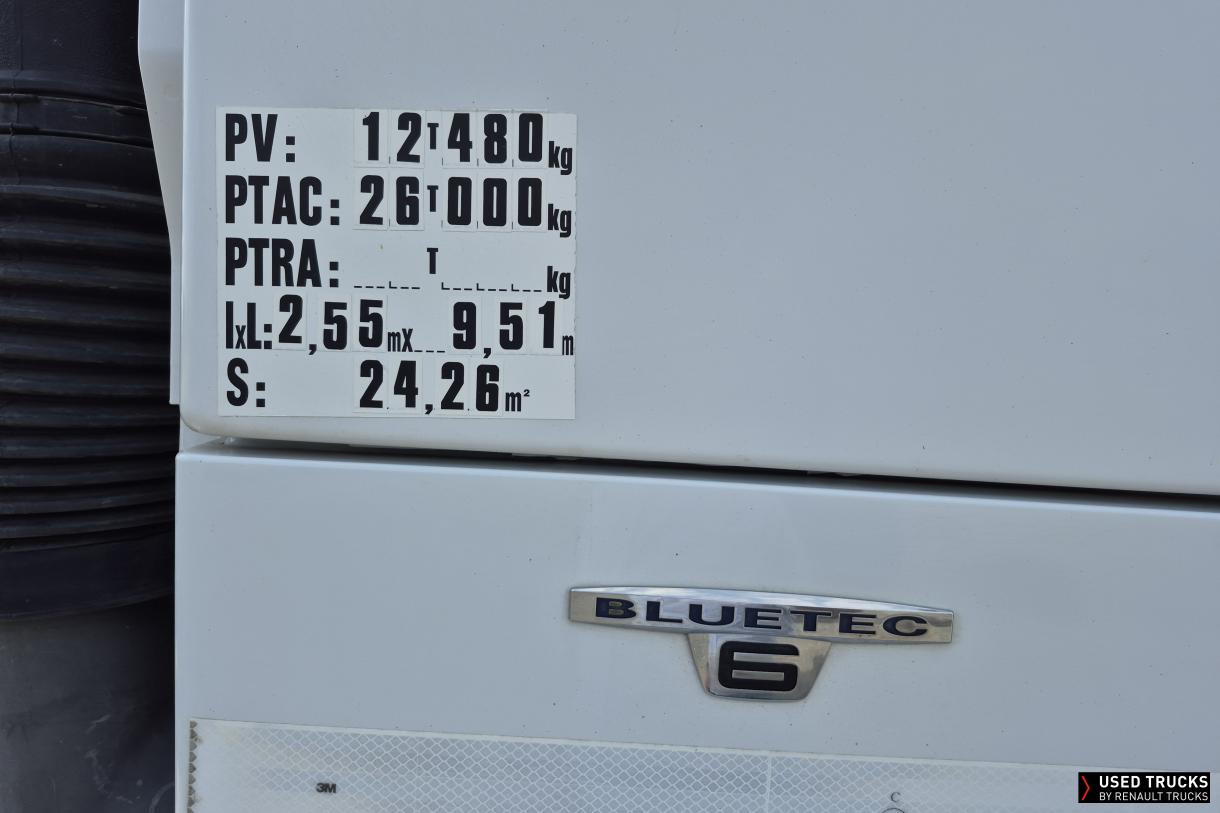 PV: 12T480kg
PTAC: 26T000kg
PTRA: T kg
lxL: 2,55mx 9,51m
S: 24,26m²
BLUETEC
6
3M
C
USED TRUCKS
BY RENAULT TRUCKS